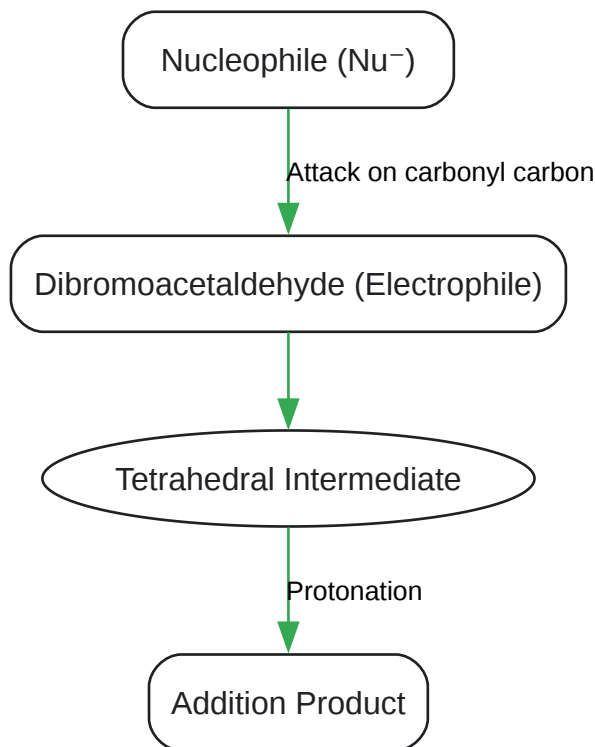 Nucleophile (Nu⁻)
Attack on carbonyl carbon
Dibromoacetaldehyde (Electrophile)
Tetrahedral Intermediate
Protonation
Addition Product